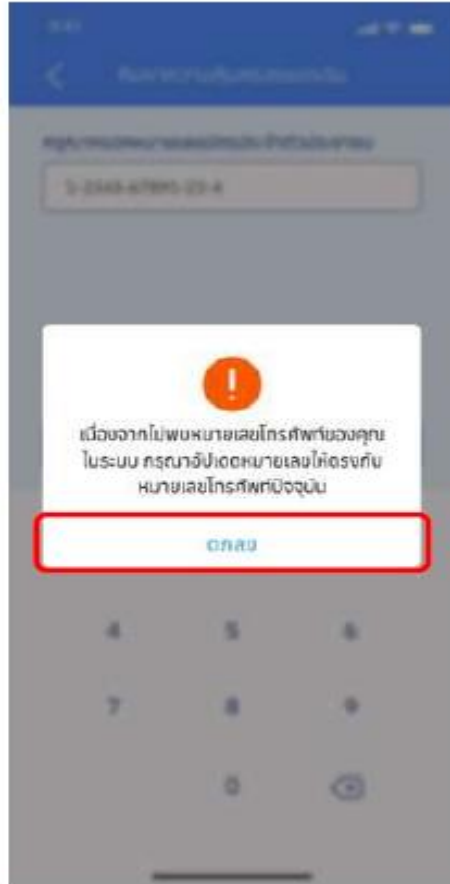 9:41
1-2345-67890-23-4
เนื่องจากไม่พบหมายเลขโทรศัพท์ของคุณ
ในระบบ กรุณาอัปเดตหมายเลขให้ตรงกับ
หมายเลขโทรศัพท์ปัจจุบัน
ตกลง
4 5 6
7 8 9
0